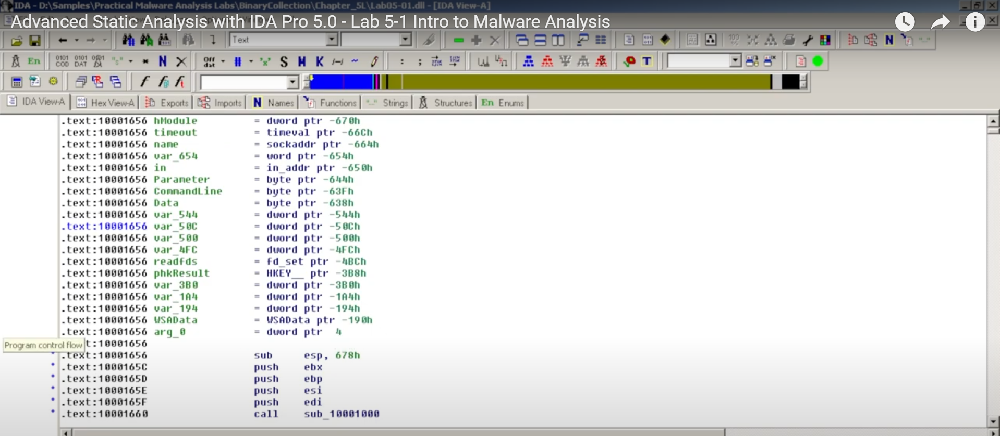 IDA - D:\Samples\Practical Malware Analysis Labs\BinaryCollection\Chapter_5L\Lab05-01.dll - [IDA View-A]
Advanced Static Analysis with IDA Pro 5.0 - Lab 5-1 Intro to Malware Analysis
Text
En
IDA View-A Hex View-A Exports Imports N Names Functions Strings Structures En Enums
.text:10001656 hModule = dword ptr -670h
.text:10001656 timeout = timeval ptr -66Ch
.text:10001656 name = sockaddr ptr -664h
.text:10001656 var_654 = word ptr -654h
.text:10001656 in = in_addr ptr -650h
.text:10001656 Parameter = byte ptr -644h
.text:10001656 CommandLine = byte ptr -63Fh
.text:10001656 Data = byte ptr -638h
.text:10001656 var_544 = dword ptr -544h
.text:10001656 var_50C = dword ptr -50Ch
.text:10001656 var_500 = dword ptr -500h
.text:10001656 var_4FC = dword ptr -4FCh
.text:10001656 readfds = fd_set ptr -4BCh
.text:10001656 phkResult = HKEY__ ptr -3B8h
.text:10001656 var_3B0 = dword ptr -3B0h
.text:10001656 var_1A4 = dword ptr -1A4h
.text:10001656 var_194 = dword ptr -194h
.text:10001656 WSAData = WSAData ptr -190h
.text:10001656 arg_0 = dword ptr 4
Program control flow t:10001656
.text:10001656 sub esp, 678h
.text:1000165C push ebx
.text:1000165D push ebp
.text:1000165E push esi
.text:1000165F push edi
.text:10001660 call sub_10001000